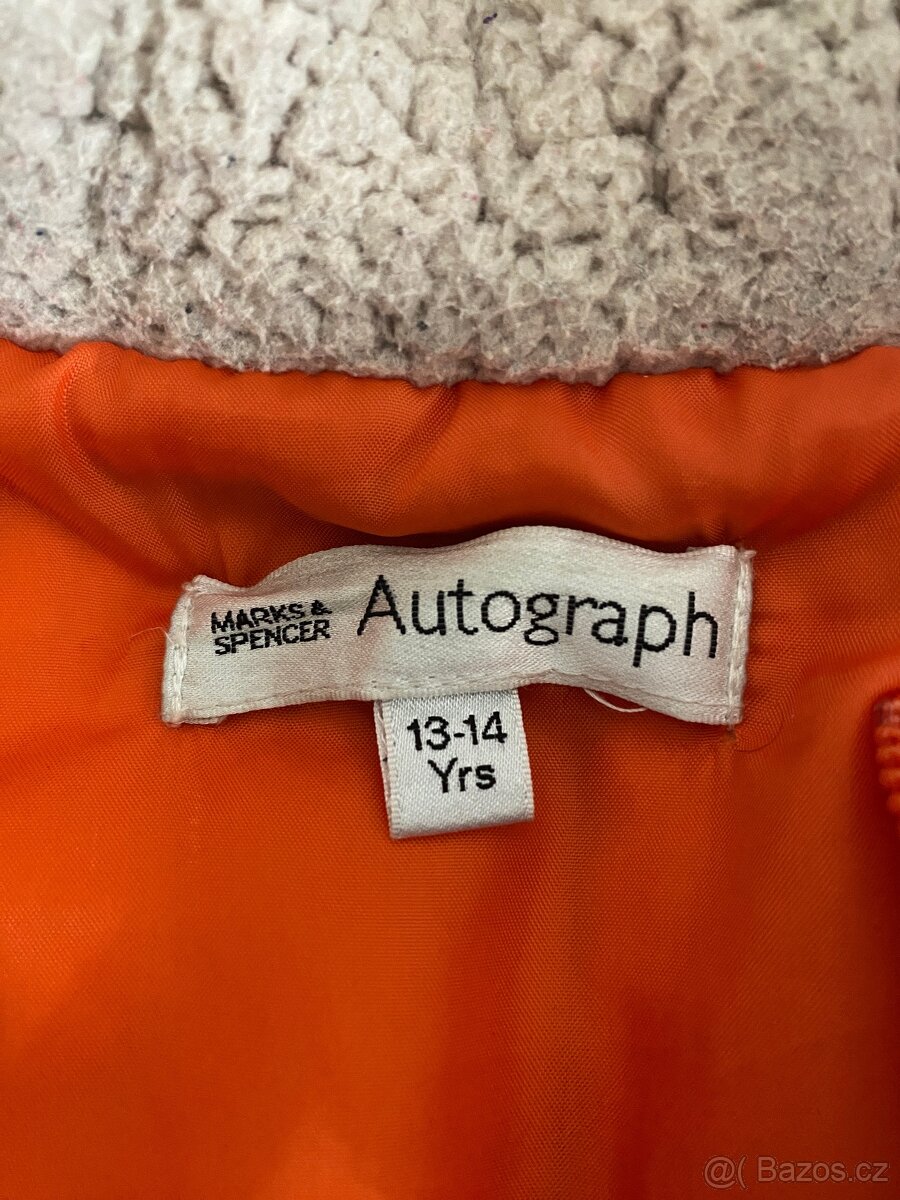 MARKS &
SPENCER
Autograph
13-14
Yrs
@( Bazos.cz